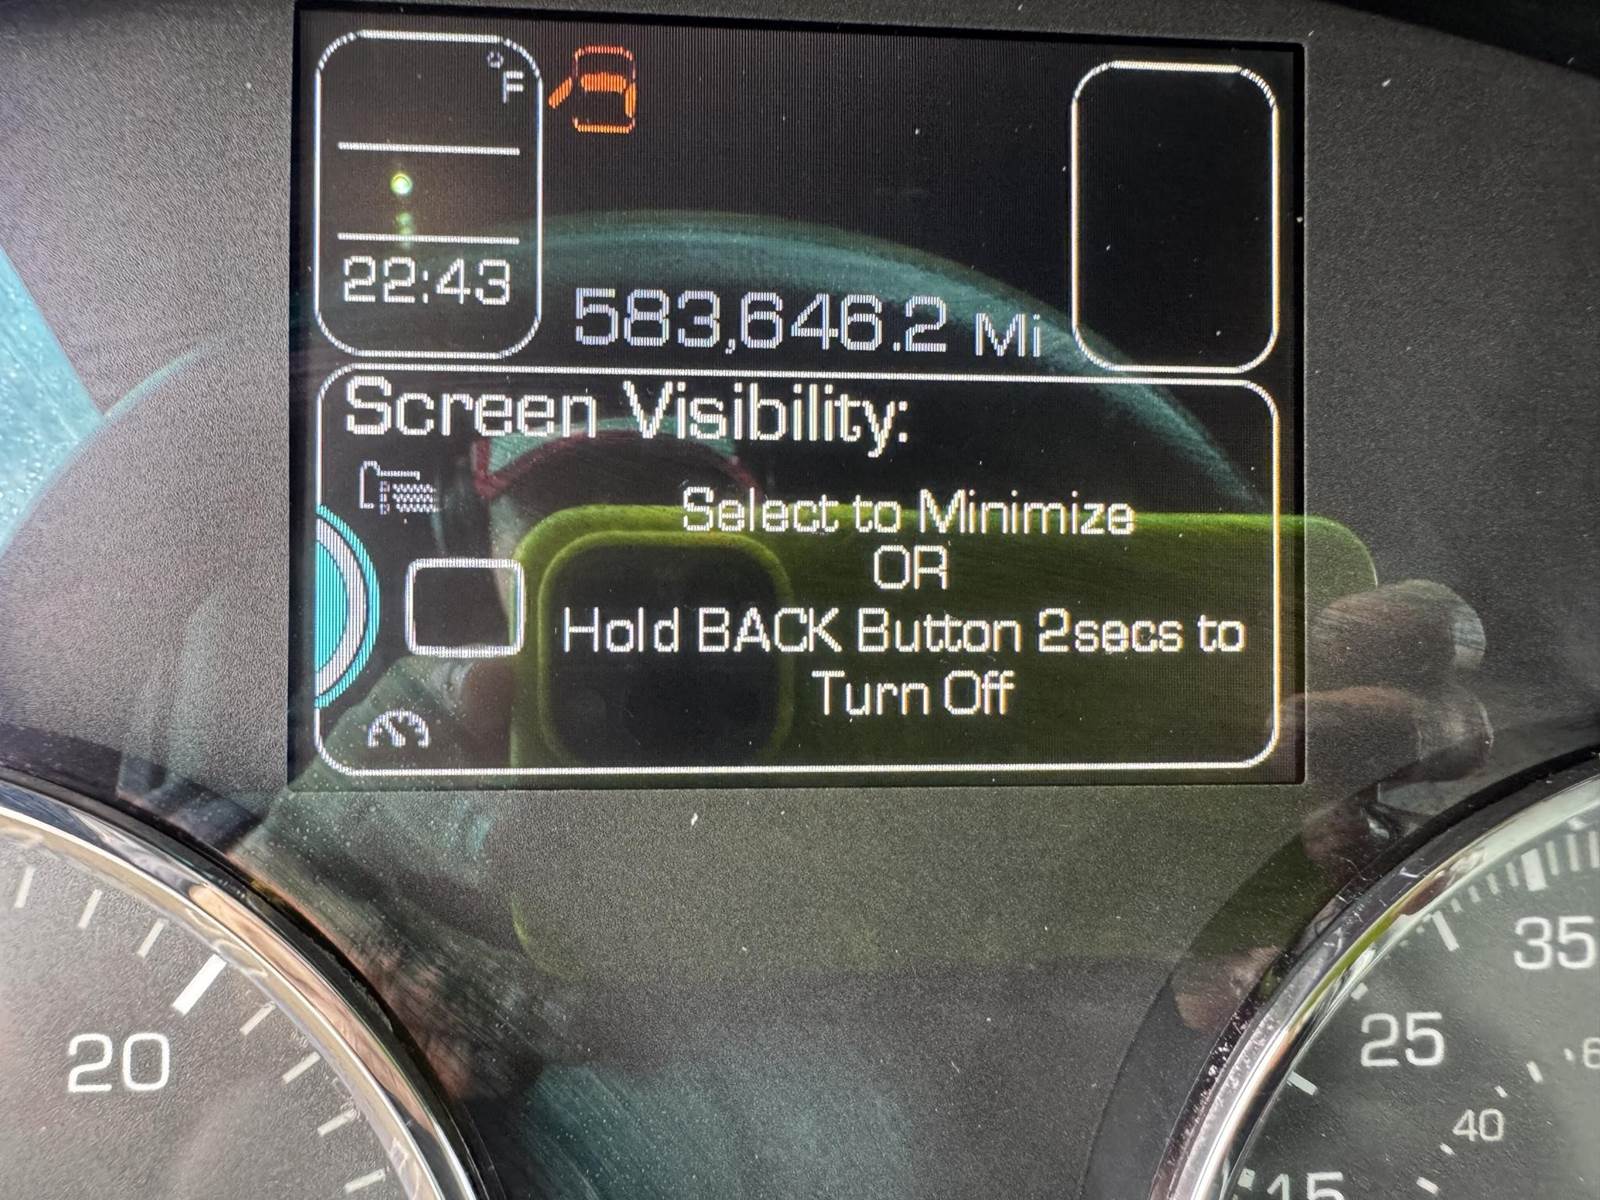 °F
22:43
583,646.2 Mi
Screen Visibility:
Select to Minimize
OR
Hold BACK Button 2secs to
Turn Off
20
35
25
40
15